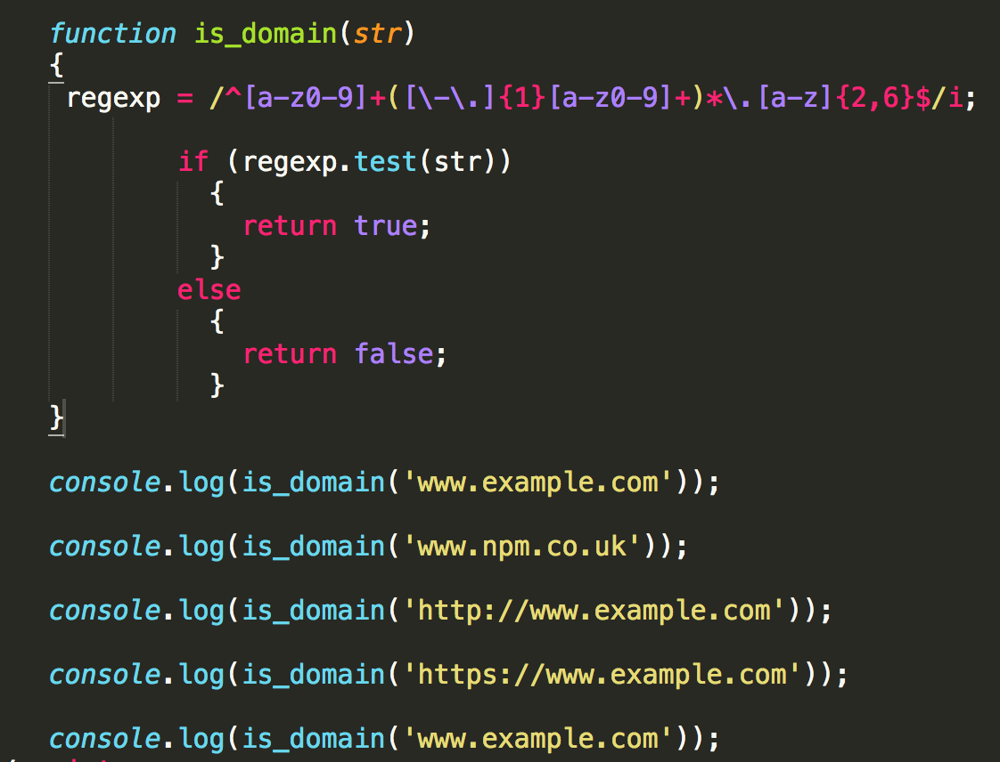 function is_domain(str)
{
 regexp = /^[a-z0-9]+([\-\.]{1}[a-z0-9]+)*\.[a-z]{2,6}$/i;
if (regexp.test(str))
{
return true;
}
else
{
return false;
}
}
console.log(is_domain('www.example.com'));
console.log(is_domain('www.npm.co.uk'));
console.log(is_domain('http://www.example.com'));
console.log(is_domain('https://www.example.com'));
console.log(is_domain('www.example.com'));